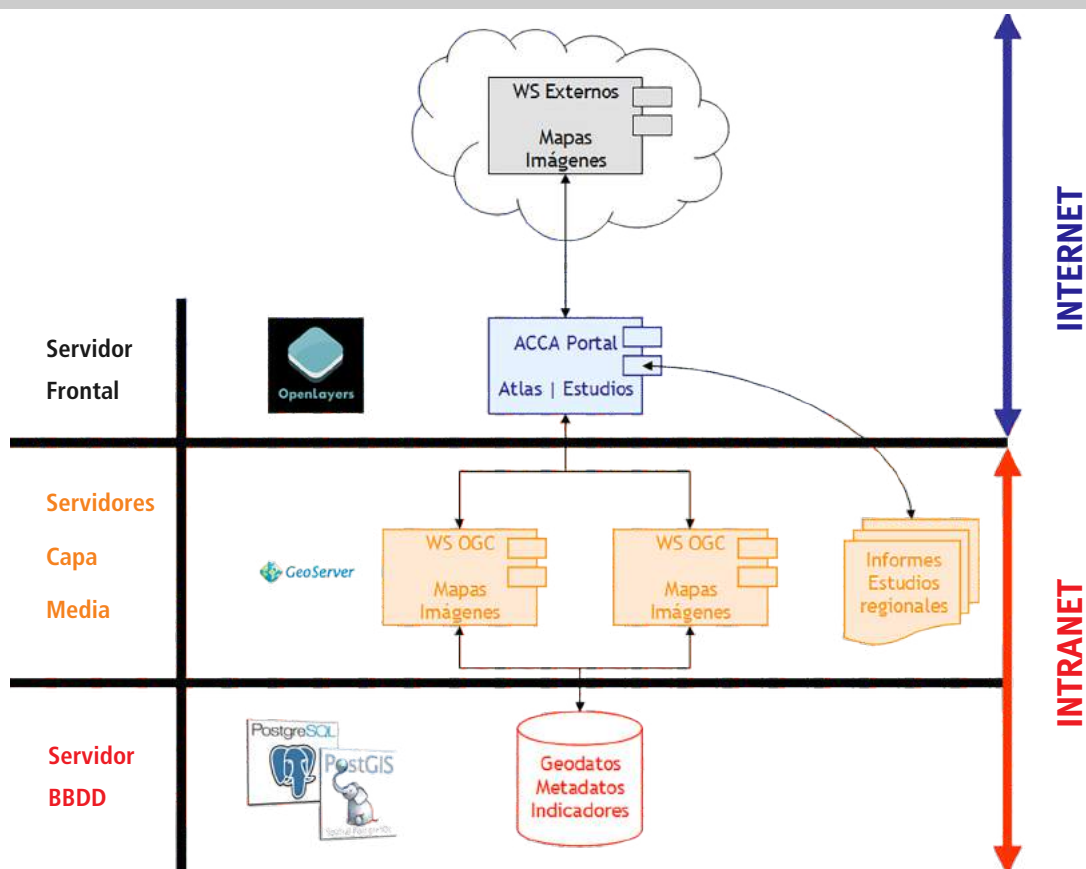 WS Externos
Mapas
Imágenes
INTERNET
Servidor
Frontal
OpenLayers
ACCA Portal
Atlas | Estudios
Servidores
Capa
Media
GeoServer
WS OGC
Mapas
Imágenes
WS OGC
Mapas
Imágenes
Informes
Estudios
regionales
INTRANET
Servidor
BBDD
PostgreSQL
PostGIS
Geodatos
Metadatos
Indicadores